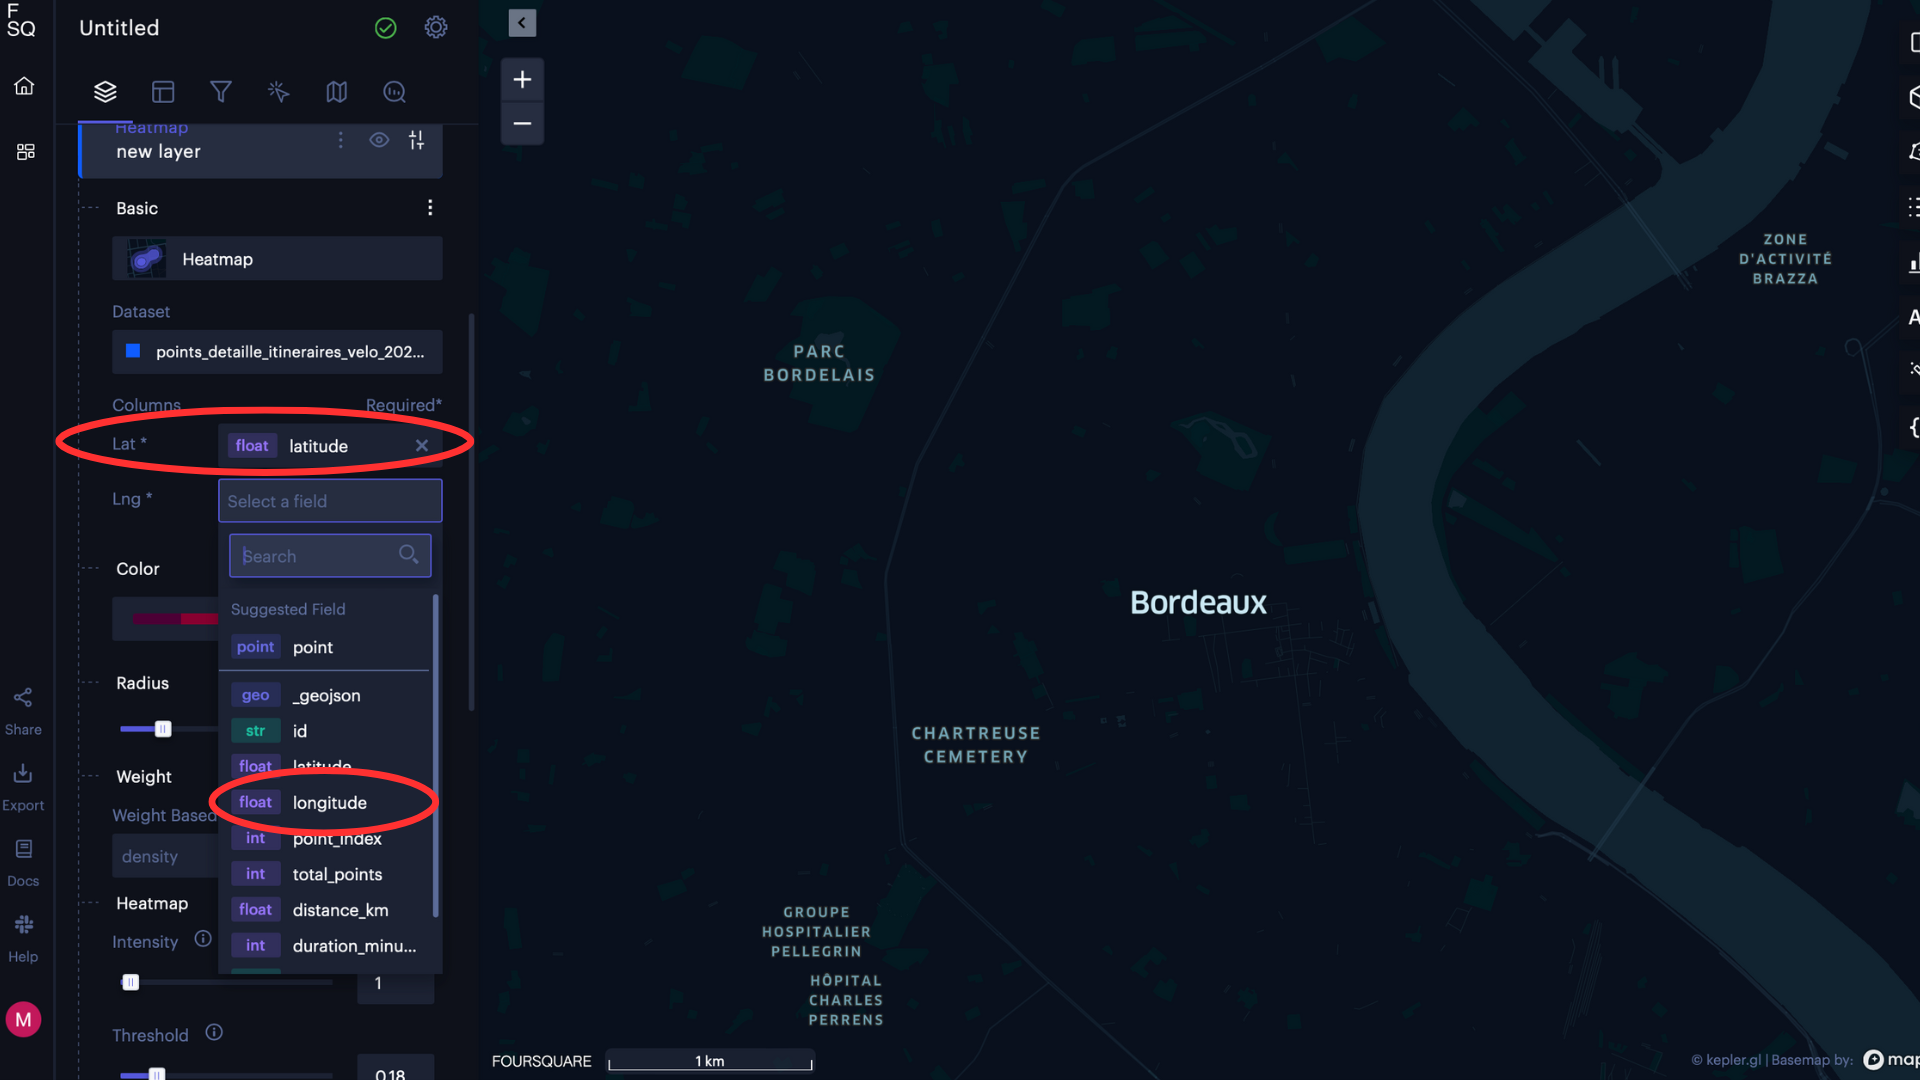 F
SQ
Untitled
Heatmap
new layer
Basic
Heatmap
Dataset
points_detaille_itineraires_velo_202...
Columns
Required*
Lat *
float latitude
Lng *
Select a field
Search
Suggested Field
point point
geo _geojson
str id
float latitude
float longitude
int point_index
total_points
int
float distance_km
int duration_minu...
Color
Radius
Weight
Weight Based
density
Heatmap
Intensity
1
Threshold
0.18
Share
Export
Docs
Help
M
PARC
BORDELAIS
ZONE
D'ACTIVITÉ
BRAZZA
Bordeaux
CHARTREUSE
CEMETERY
GROUPE
HOSPITALIER
PELLEGRIN
HÔPITAL
CHARLES
PERRENS
FOURSQUARE
1 km
© kepler.gl | Basemap by:
map